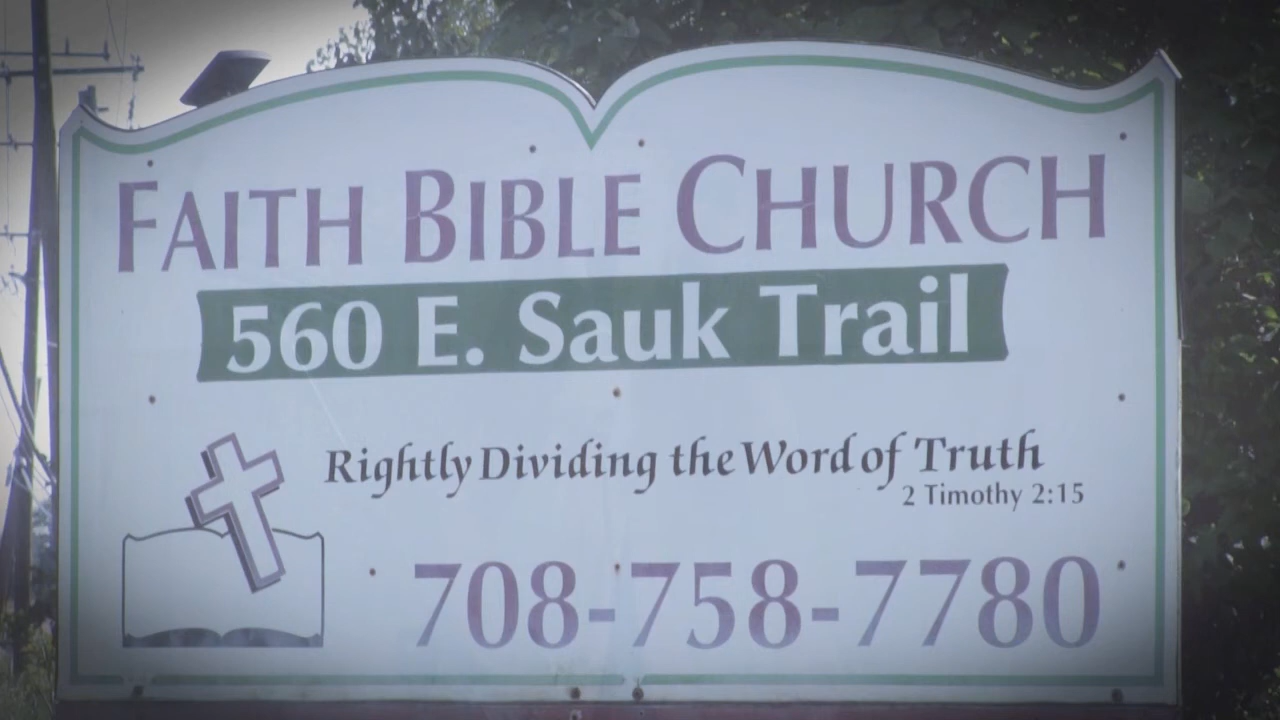 FAITH BIBLE CHURCH
560 E. Sauk Trail
Rightly Dividing the Word of Truth
2 Timothy 2:15
708-758-7780